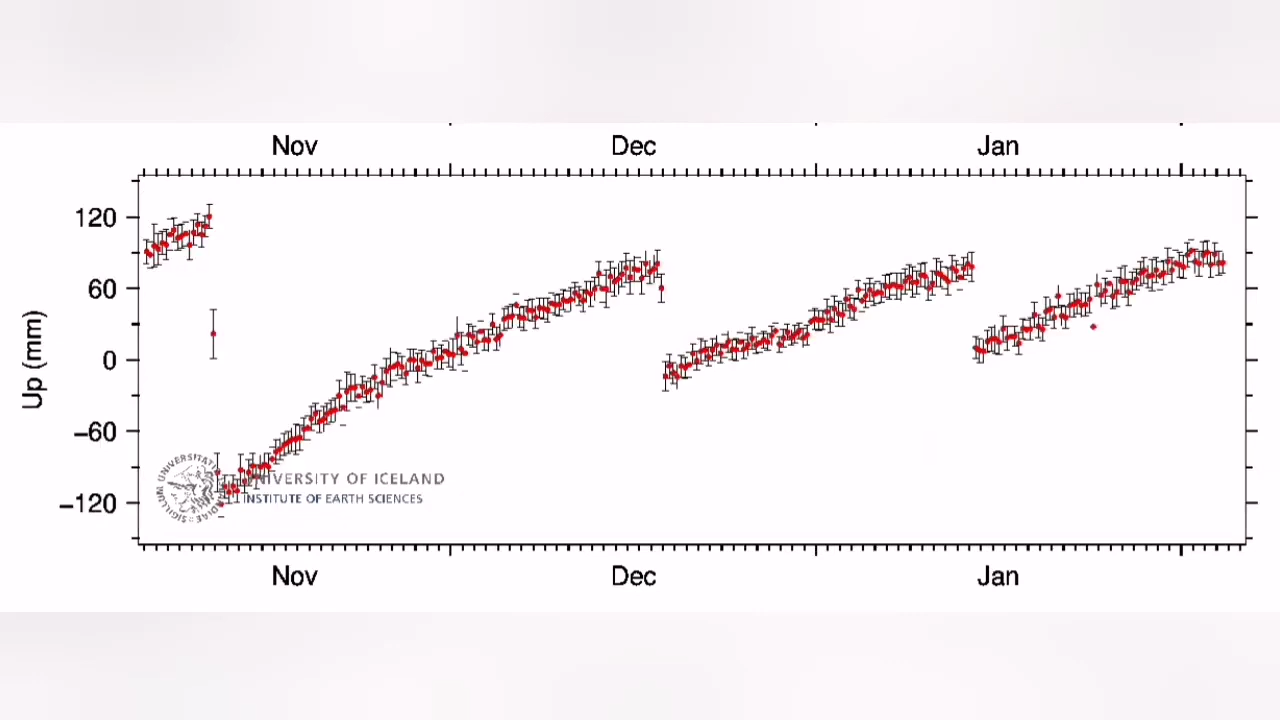 Nov Dec Jan
120
60
0
−60
−120
Up (mm)
UNIVERSITY OF ICELAND
INSTITUTE OF EARTH SCIENCES
Nov Dec Jan